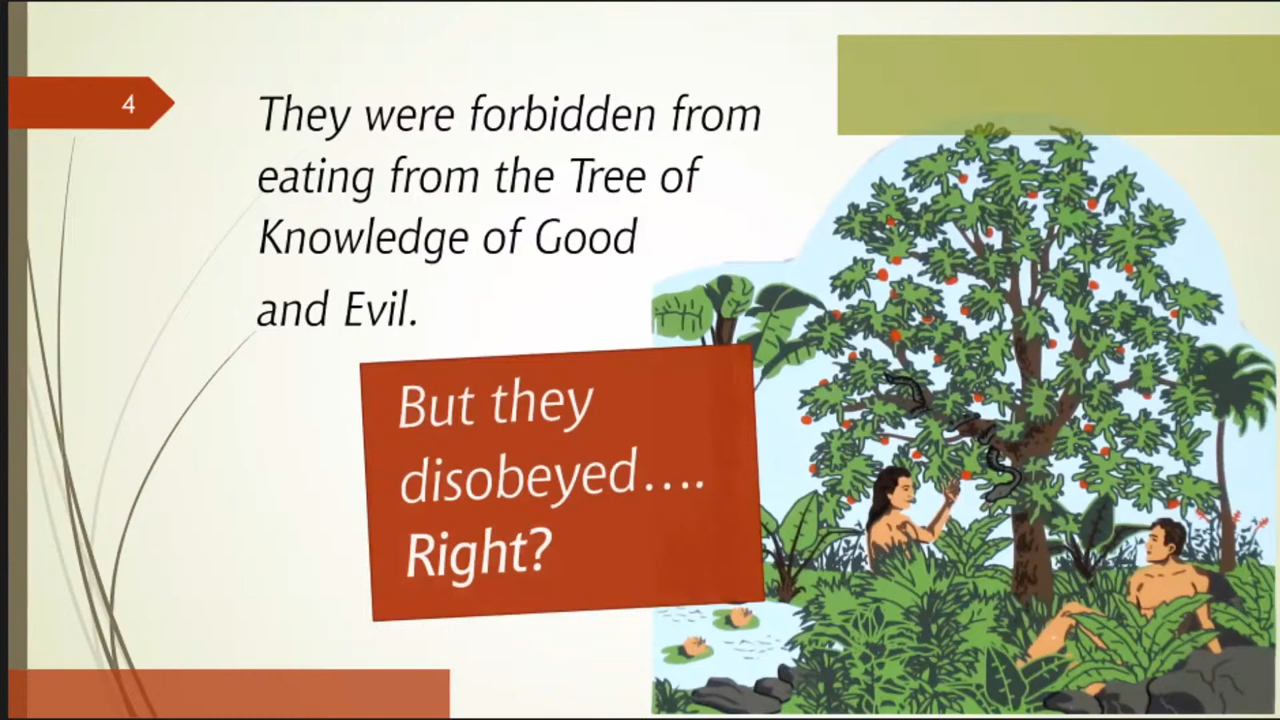 4
They were forbidden from
eating from the Tree of
Knowledge of Good
and Evil.
But they
disobeyed....
Right?